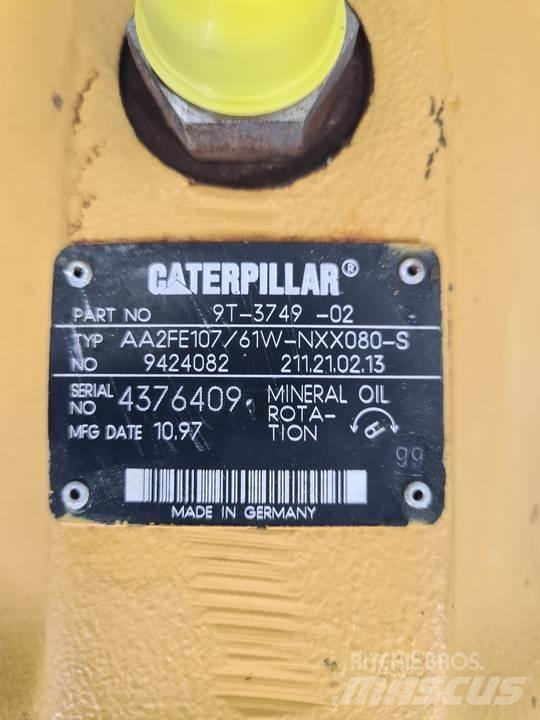 CATERPILLAR®
PART NO 9T-3749 -02
TYP AA2FE107/61W-NXX080-S
NO 9424082 211.21.02.13
SERIAL NO 4376409 MINERAL OIL
MFG DATE 10.97 ROTA-
TION
99
MADE IN GERMANY
RITCHIE BROS.
MASCUS